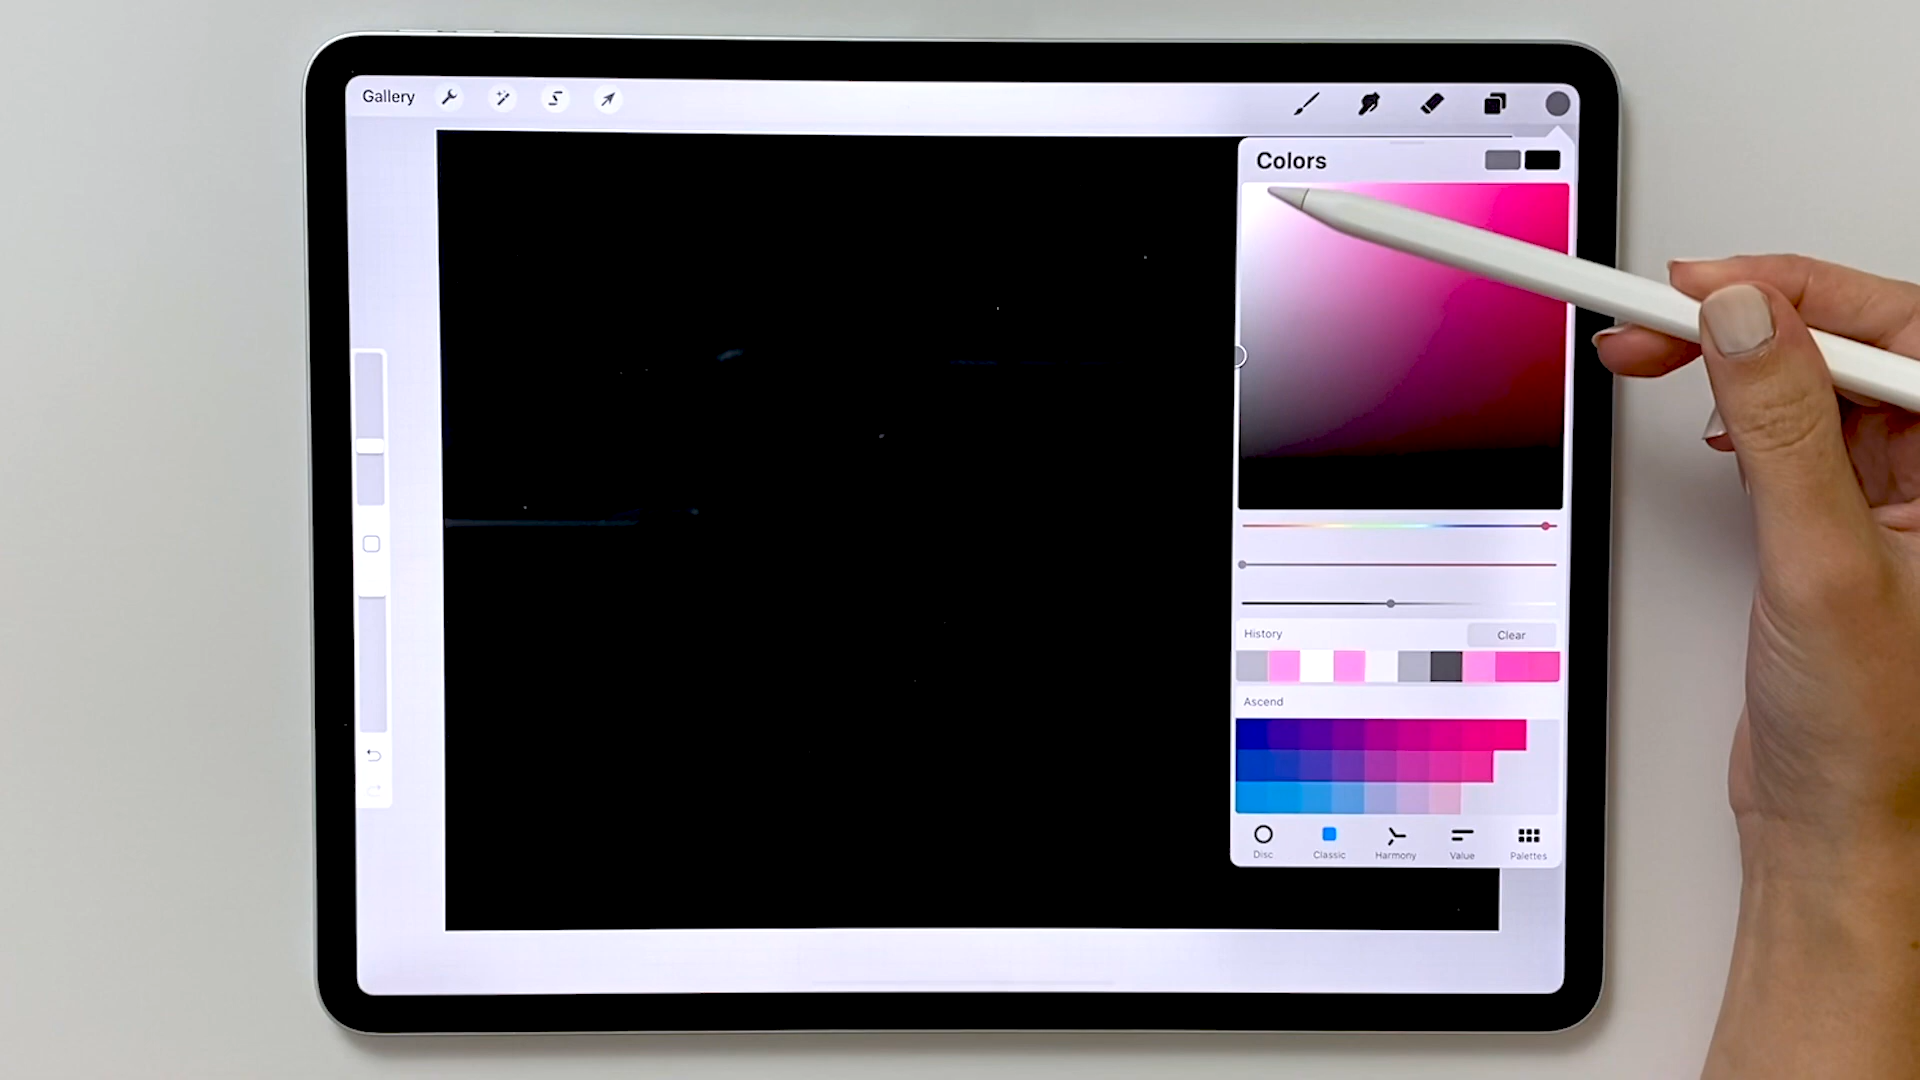 Gallery
Colors
History
Clear
Ascend
Disc
Classic
Harmony
Value
Palettes